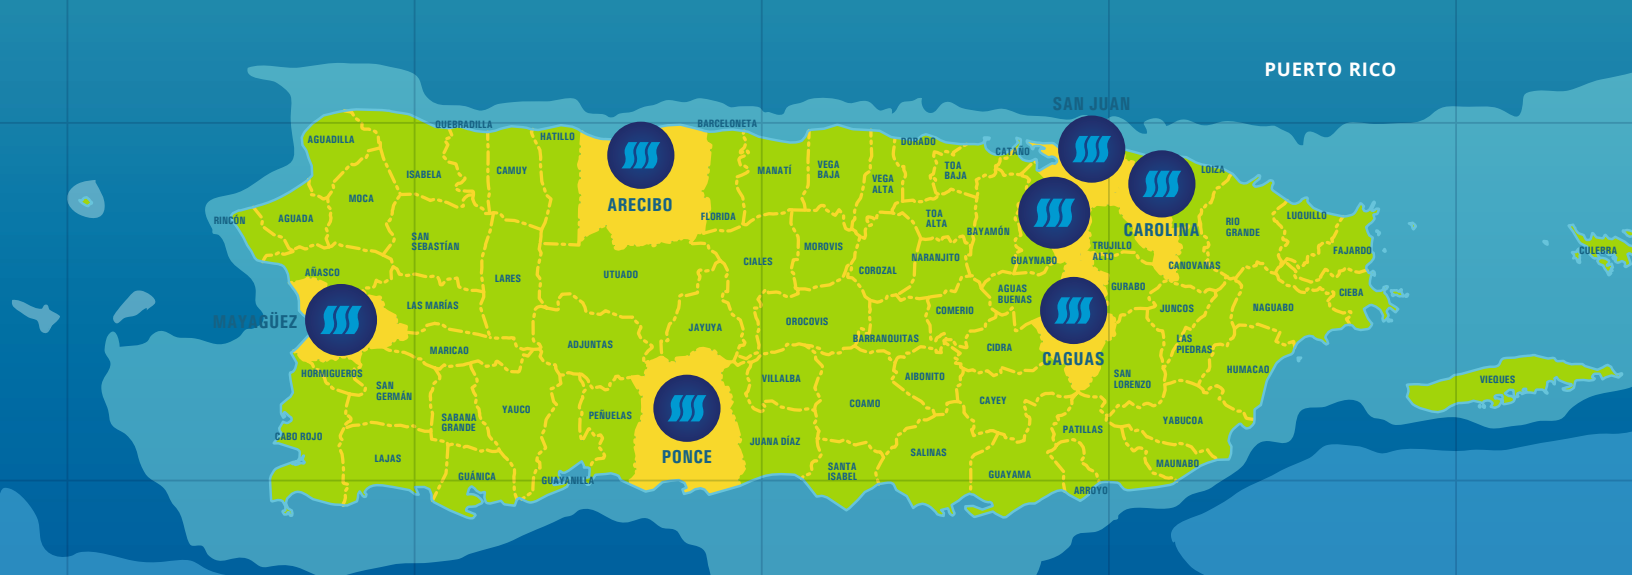 PUERTO RICO
SAN JUAN
QUEBRADILLA
BARCELONETA
AGUADILLA
HATILLO
DORADO
CATAÑO
ISABELA
CAMUY
MANATÍ
VEGA
BAJA
TOA
BAJA
LOIZA
VEGA
ALTA
MOCA
ARECIBO
RINCÓN
AGUADA
FLORIDA
TOA
ALTA
BAYAMÓN
CAROLINA
RIO
GRANDE
LUQUILLO
SAN
SEBASTÍAN
MOROVIS
TRUJILLO
ALTO
FAJARDO
CULEBRA
AÑASCO
LARES
UTUADO
CIALES
COROZAL
NARANJITO
GUAYNABO
CANOVANAS
AGUAS
BUENAS
GURABO
CIEBA
LAS MARÍAS
MAYAGÜEZ
COMERIO
JUNCOS
NAGUABO
JAYUYA
OROCOVIS
MARICAO
ADJUNTAS
BARRANQUITAS
CIDRA
CAGUAS
LAS
PIEDRAS
HORMIGUEROS
VILLALBA
AIBONITO
SAN
LORENZO
HUMACAO
VIEQUES
SAN
GERMÁN
YAUCO
PEÑUELAS
COAMO
CAYEY
SABANA
GRANDE
YABUCOA
CABO ROJO
PONCE
JUANA DÍAZ
PATILLAS
LAJAS
SALINAS
MAUNABO
GUÁNICA
GUAYANILLA
SANTA
ISABEL
GUAYAMA
ARROYO